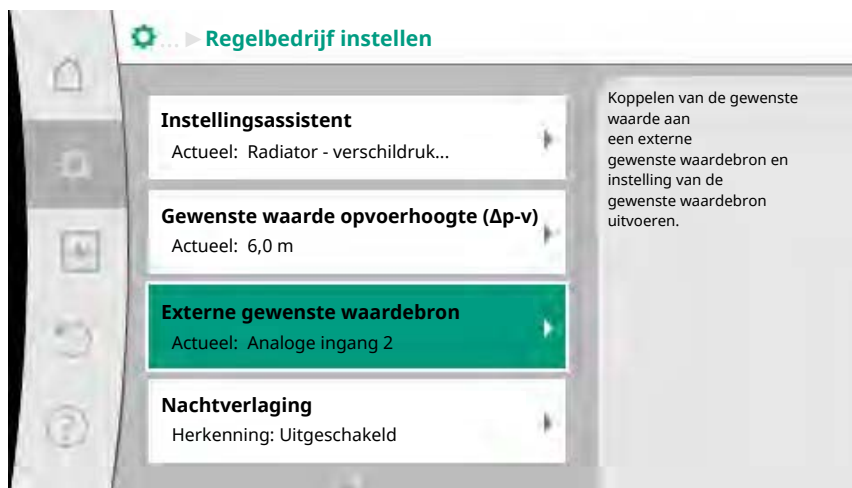 ... Regelbedrijf instellen
Instellingsassistent
Actueel: Radiator - verschildruk...
Gewenste waarde opvoerhoogte (Δp-v)
Actueel: 6,0 m
Externe gewenste waardebron
Actueel: Analoge ingang 2
Nachtverlaging
Herkenning: Uitgeschakeld
Koppelen van de gewenste
waarde aan
een externe
gewenste waardebron en
instelling van de
gewenste waardebron
uitvoeren.